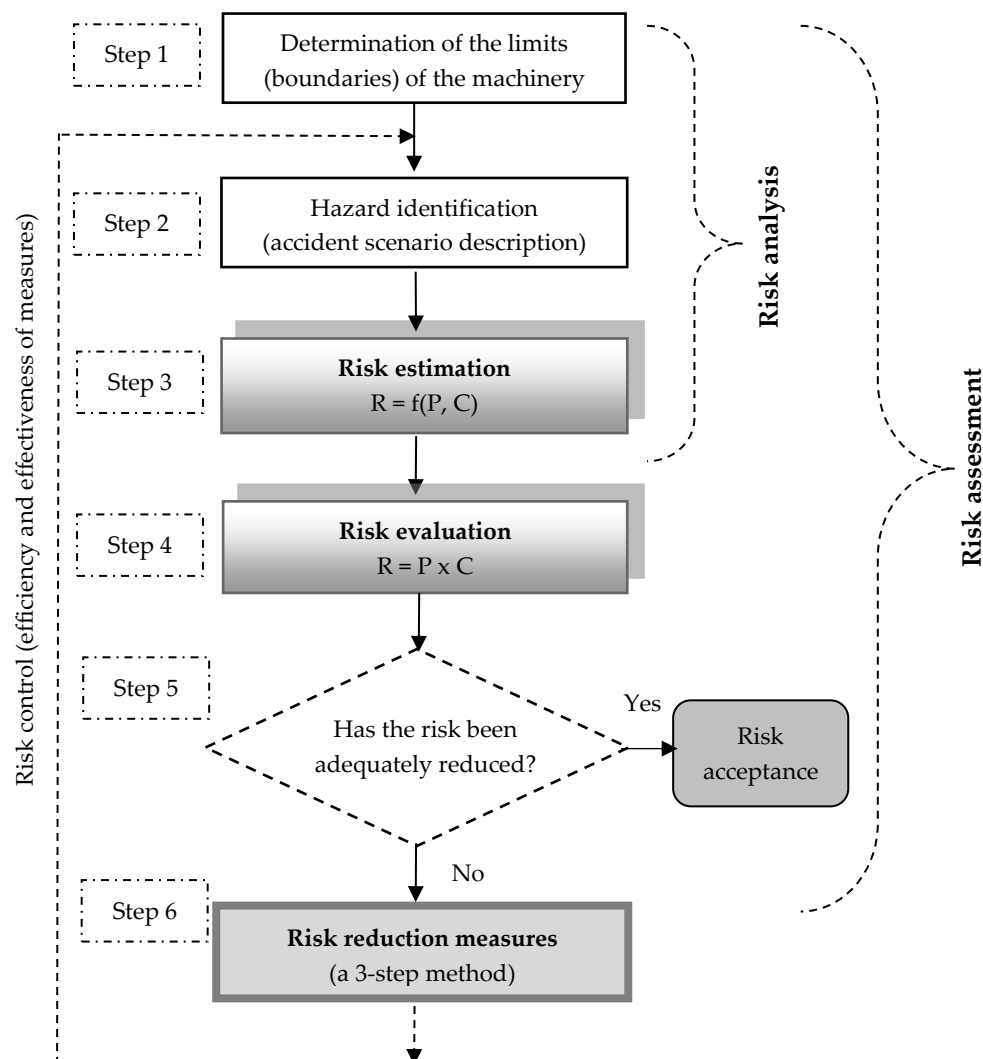 Step 1
Determination of the limits
(boundaries) of the machinery
Step 2
Hazard identification
(accident scenario description)
Step 3
Risk estimation
R = f(P, C)
Step 4
Risk evaluation
R = P x C
Step 5
Has the risk been
adequately reduced?
Yes
Risk
acceptance
No
Step 6
Risk reduction measures
(a 3-step method)
Risk control (efficiency and effectiveness of measures)
Risk analysis
Risk assessment